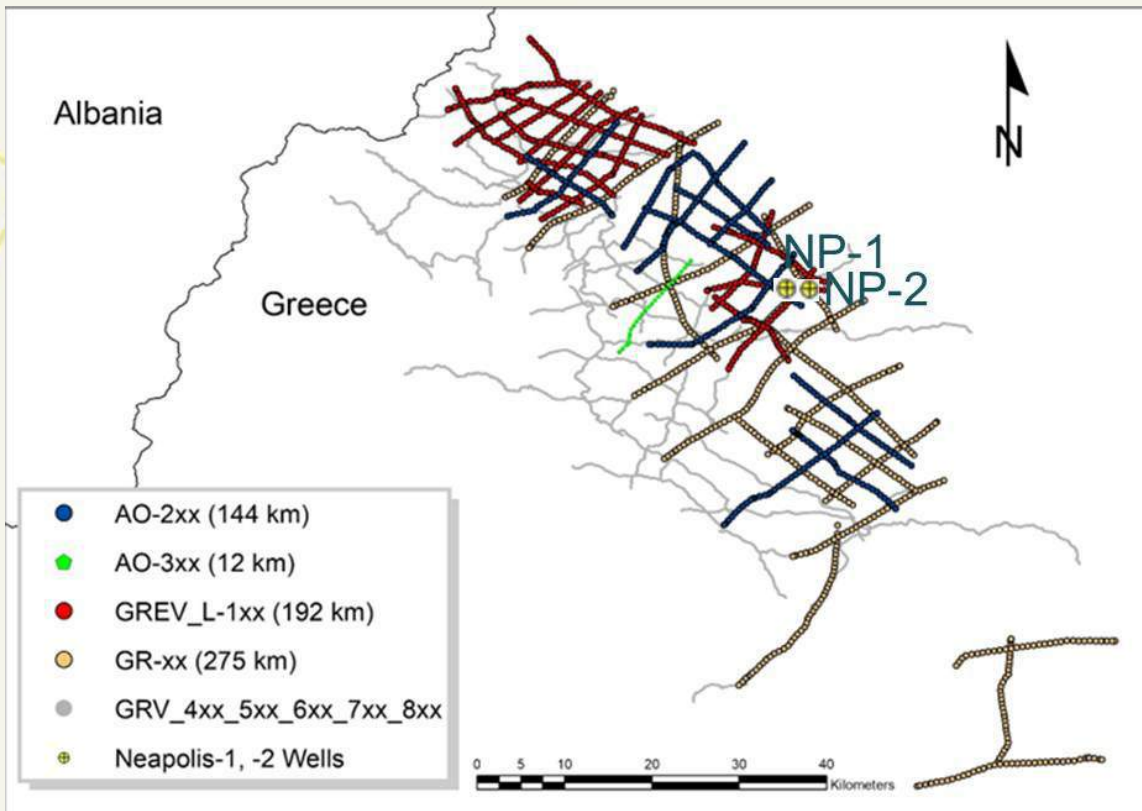 Albania
N
NP-1
NP-2
Greece
AO-2xx (144 km)
AO-3xx (12 km)
GREV_L-1xx (192 km)
GR-xx (275 km)
GRV_4xx_5xx_6xx_7xx_8xx
Neapolis-1, -2 Wells
0 5 10 20 30 40
Kilometers